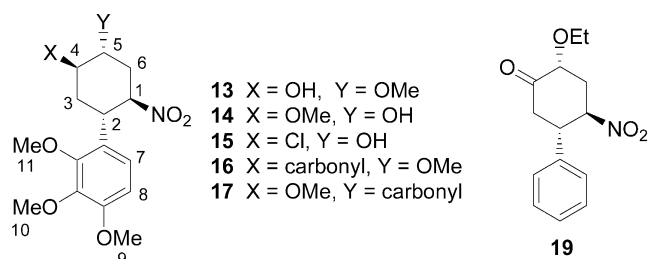 Y
X
4
5
6
3
1
2
NO2
MeO
11
7
8
MeO
10
OMe
9
13 X = OH, Y = OMe
14 X = OMe, Y = OH
15 X = Cl, Y = OH
16 X = carbonyl, Y = OMe
17 X = OMe, Y = carbonyl
OEt
O
NO2
19